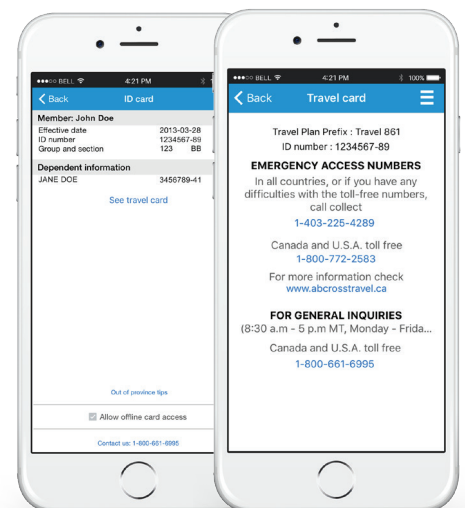 BELL
4:21 PM
Back
ID card
Member: John Doe
Effective date 2013-03-28
ID number 1234567-89
Group and section 123 BB
Dependent information
JANE DOE 3456789-41
See travel card
Out of province tips
Allow offline card access
Contact us: 1-800-661-6995
BELL
4:21 PM
100%
Back
Travel card
Travel Plan Prefix : Travel 861
ID number : 1234567-89
EMERGENCY ACCESS NUMBERS
In all countries, or if you have any
difficulties with the toll-free numbers,
call collect
1-403-225-4289
Canada and U.S.A. toll free
1-800-772-2583
For more information check
www.abcrosstravel.ca
FOR GENERAL INQUIRIES
(8:30 a.m - 5 p.m MT, Monday - Frida...
Canada and U.S.A. toll free
1-800-661-6995